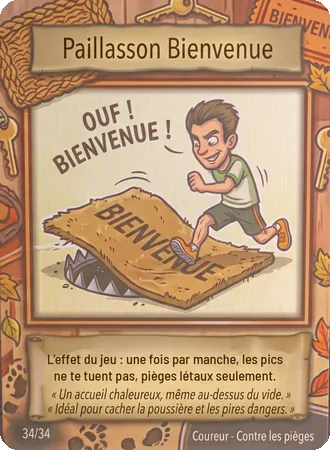 BIENVENUE
Paillasson Bienvenue
OUF !
BIENVENUE !
BIENVENUE
L'effet du jeu : une fois par manche, les pics
ne te tuent pas, pièges létaux seulement.
« Un accueil chaleureux, même au-dessus du vide. »
« Idéal pour cacher la poussière et les pires dangers. »
34/34
Coureur - Contre les pièges